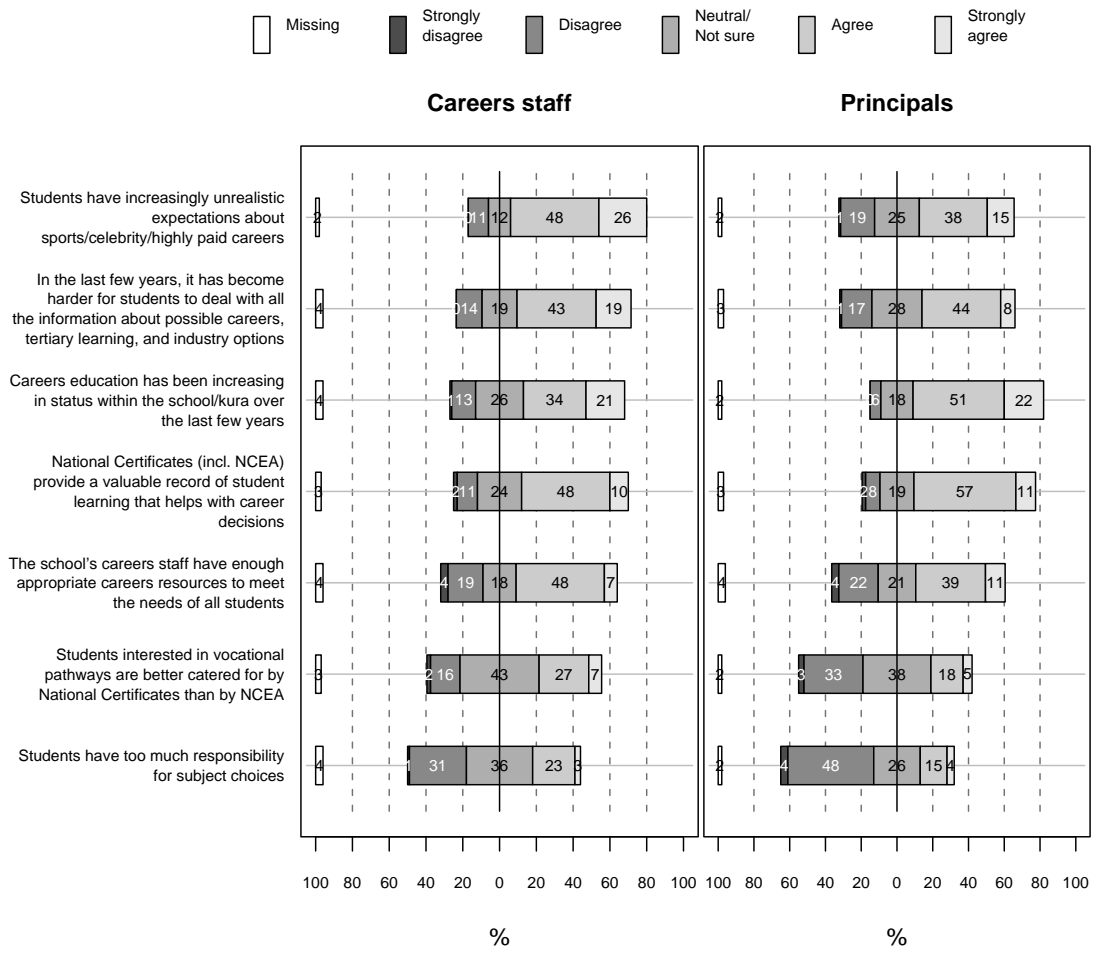 Missing
Strongly
disagree
Disagree
Neutral/
Not sure
Agree
Strongly
agree
Careers staff
Principals
Students have increasingly unrealistic
expectations about
sports/celebrity/highly paid careers
2 0 11 12 48 26
2 1 19 25 38 15
In the last few years, it has become
harder for students to deal with all
the information about possible careers,
tertiary learning, and industry options
4 0 14 19 43 19
3 1 17 28 44 8
Careers education has been increasing
in status within the school/kura over
the last few years
4 1 13 26 34 21
2 6 18 51 22
National Certificates (incl. NCEA)
provide a valuable record of student
learning that helps with career
decisions
3 2 11 24 48 10
3 2 8 19 57 11
The school's careers staff have enough
appropriate careers resources to meet
the needs of all students
4 4 19 18 48 7
4 4 22 21 39 11
Students interested in vocational
pathways are better catered for by
National Certificates than by NCEA
3 2 16 43 27 7
2 3 33 38 18 5
Students have too much responsibility
for subject choices
4 1 31 36 23 3
2 4 48 26 15 4
100 80 60 40 20 0 20 40 60 80 100
100 80 60 40 20 0 20 40 60 80 100
%
%